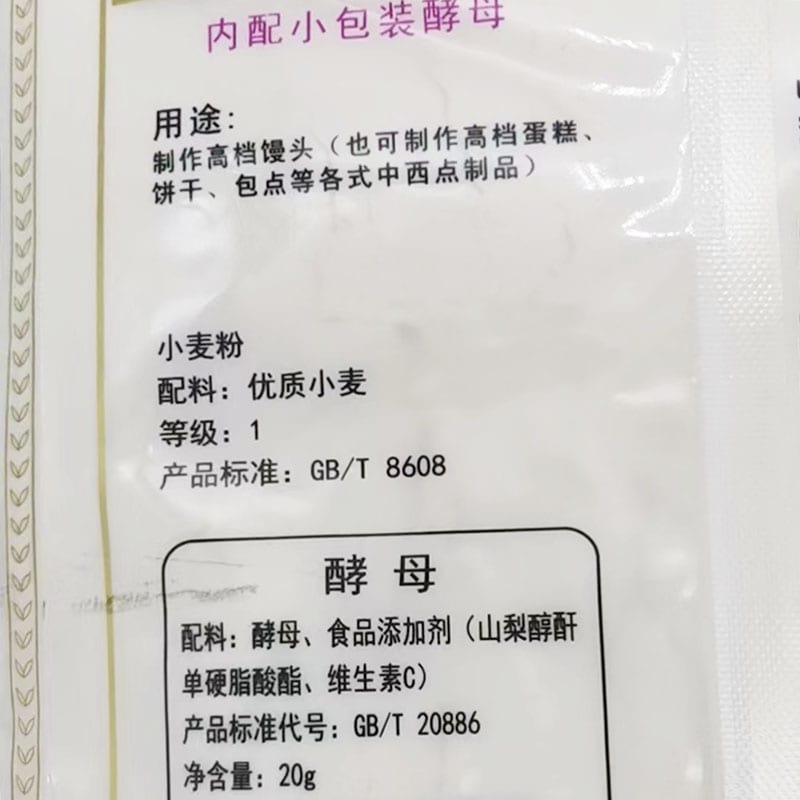 内配小包装酵母
用途:
制作高档馒头（也可制作高档蛋糕、
饼干、包点等各式中西点制品）
小麦粉
配料：优质小麦
等级：1
产品标准：GB/T 8608
酵母
配料：酵母、食品添加剂（山梨醇酐
单硬脂酸酯、维生素C）
产品标准代号：GB/T 20886
净含量：20g